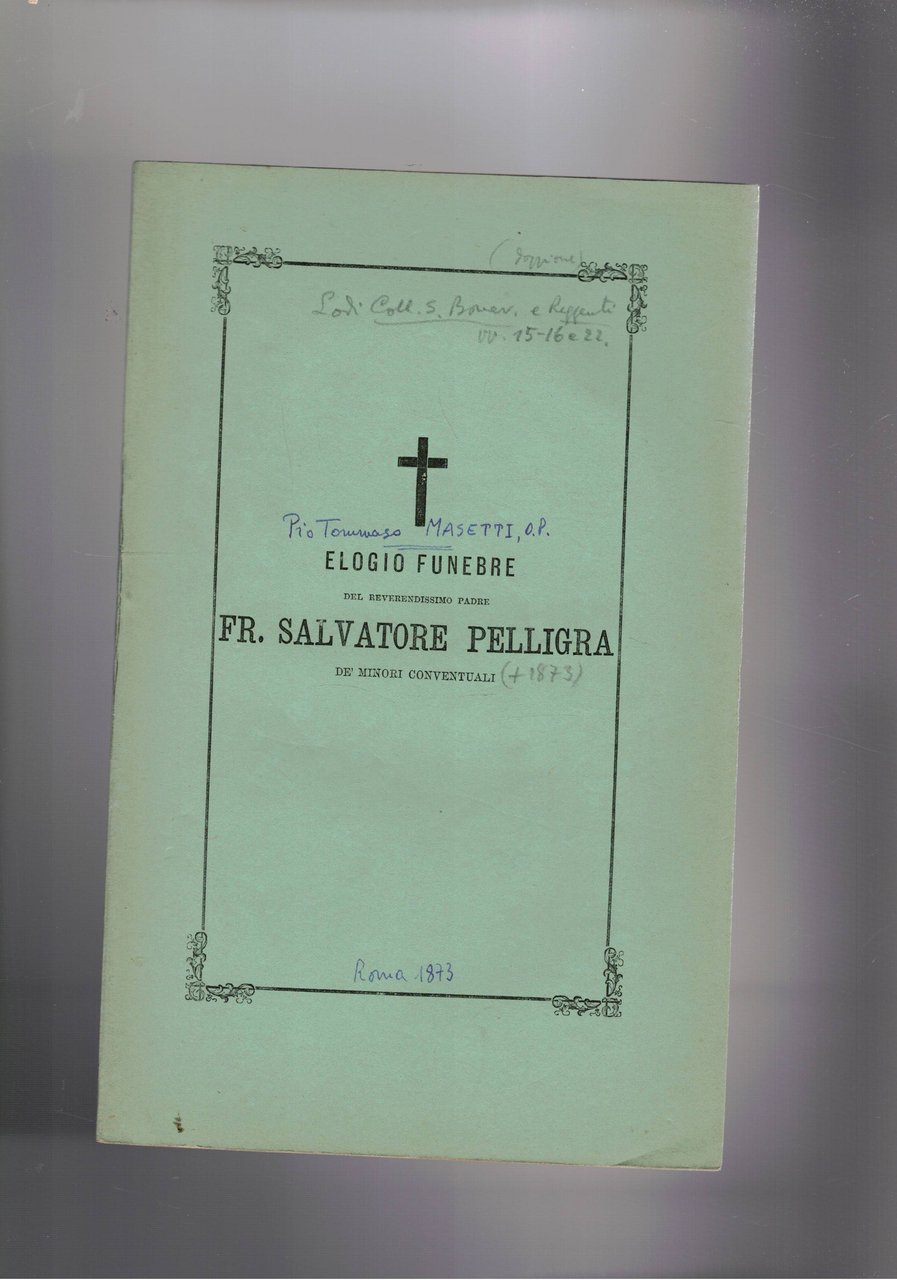 (doppione)
Lodi Coll. S. Bonav. e Reggenti
vv. 15-16 e 22.
Pio Tommaso MASETTI, O.P.
ELOGIO FUNEBRE
DEL REVERENDISSIMO PADRE
FR. SALVATORE PELLIGRA
DE' MINORI CONVENTUALI (+1873)
Roma 1873